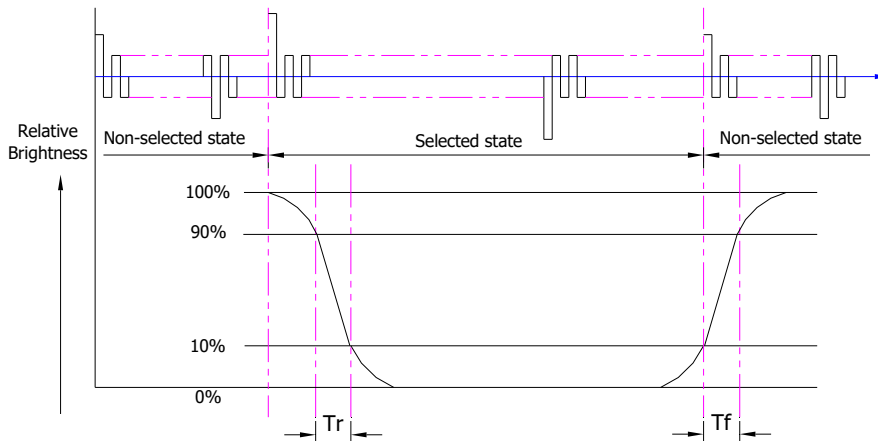 Relative
Brightness
Non-selected state
Selected state
Non-selected state
100%
90%
10%
0%
Tr
Tf